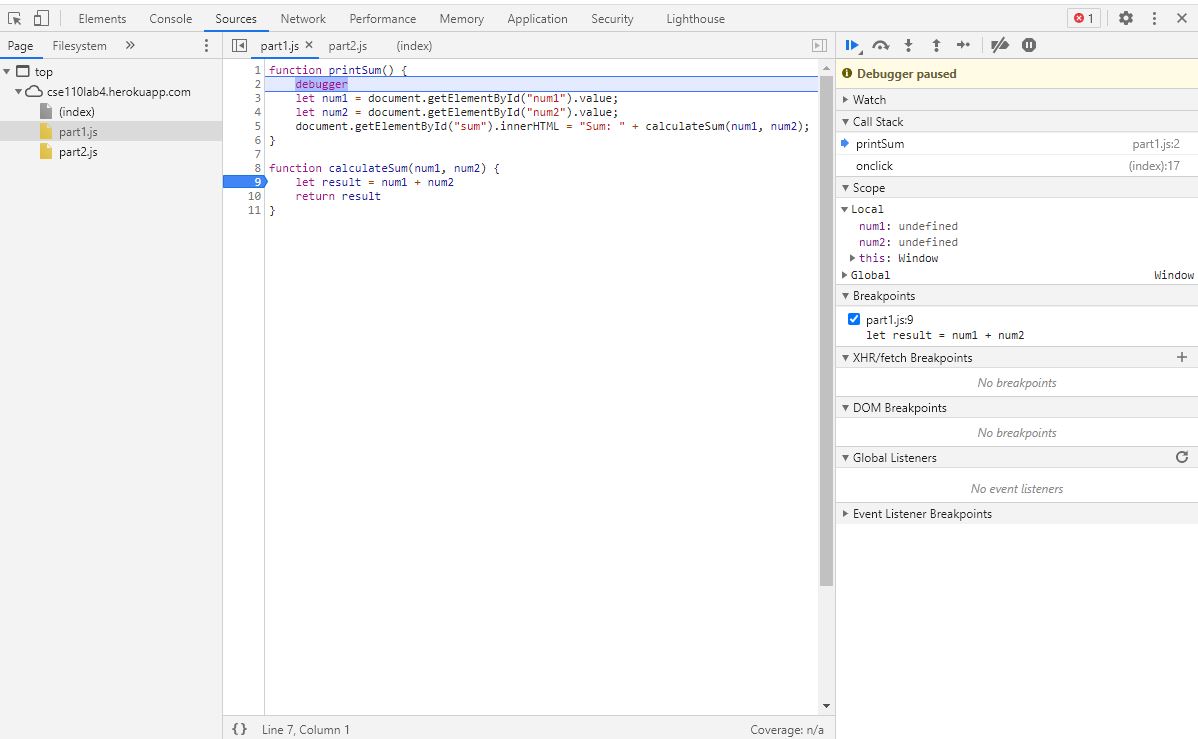 Elements Console Sources Network Performance Memory Application Security Lighthouse 1
Page Filesystem » part1.js × part2.js (index)
top
cse110lab4.herokuapp.com
(index)
part1.js
part2.js
1 function printSum() {
2 debugger
3 let num1 = document.getElementById("num1").value;
4 let num2 = document.getElementById("num2").value;
5 document.getElementById("sum").innerHTML = "Sum: " + calculateSum(num1, num2);
6 }
7
8 function calculateSum(num1, num2) {
9 let result = num1 + num2
10 return result
11 }
{} Line 7, Column 1 Coverage: n/a
Debugger paused
Watch
Call Stack
printSum part1.js:2
onclick (index):17
Scope
Local
num1: undefined
num2: undefined
this: Window
Global Window
Breakpoints
part1.js:9
let result = num1 + num2
XHR/fetch Breakpoints
No breakpoints
DOM Breakpoints
No breakpoints
Global Listeners
No event listeners
Event Listener Breakpoints